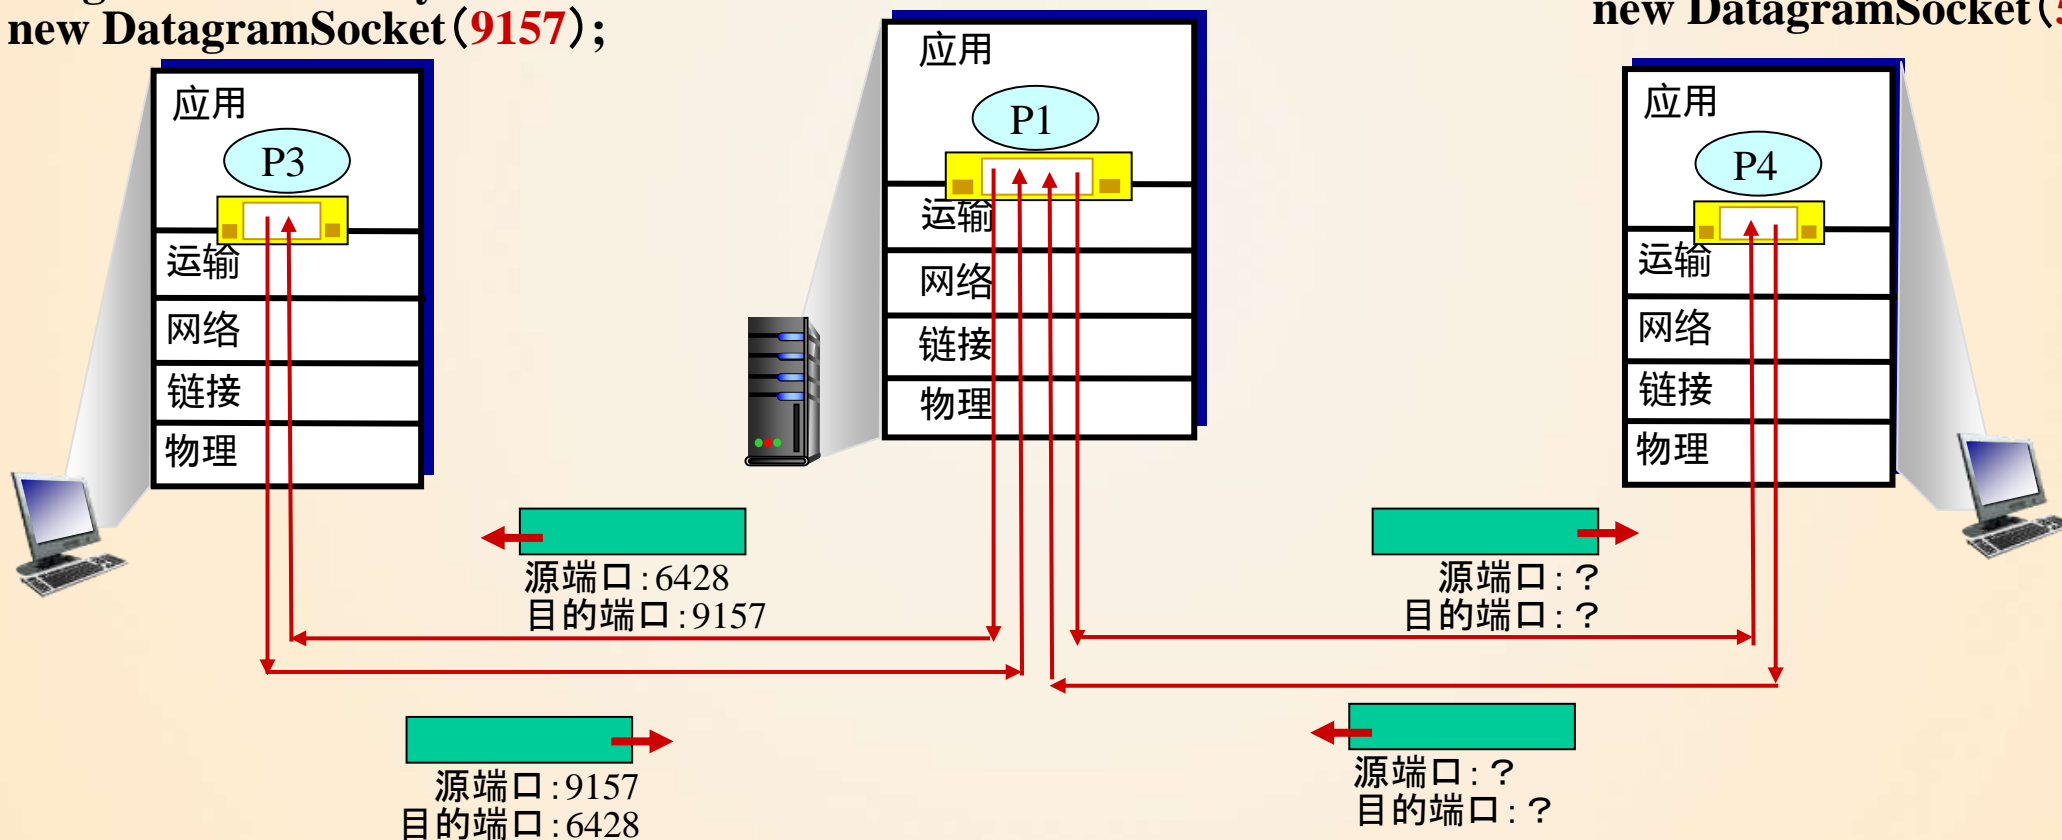 new DatagramSocket(9157);
new DatagramSocket(5
应用
P3
运输
网络
链接
物理
应用
P1
运输
网络
链接
物理
应用
P4
运输
网络
链接
物理
源端口:6428
目的端口:9157
源端口:?
目的端口:?
源端口:9157
目的端口:6428
源端口:?
目的端口:?